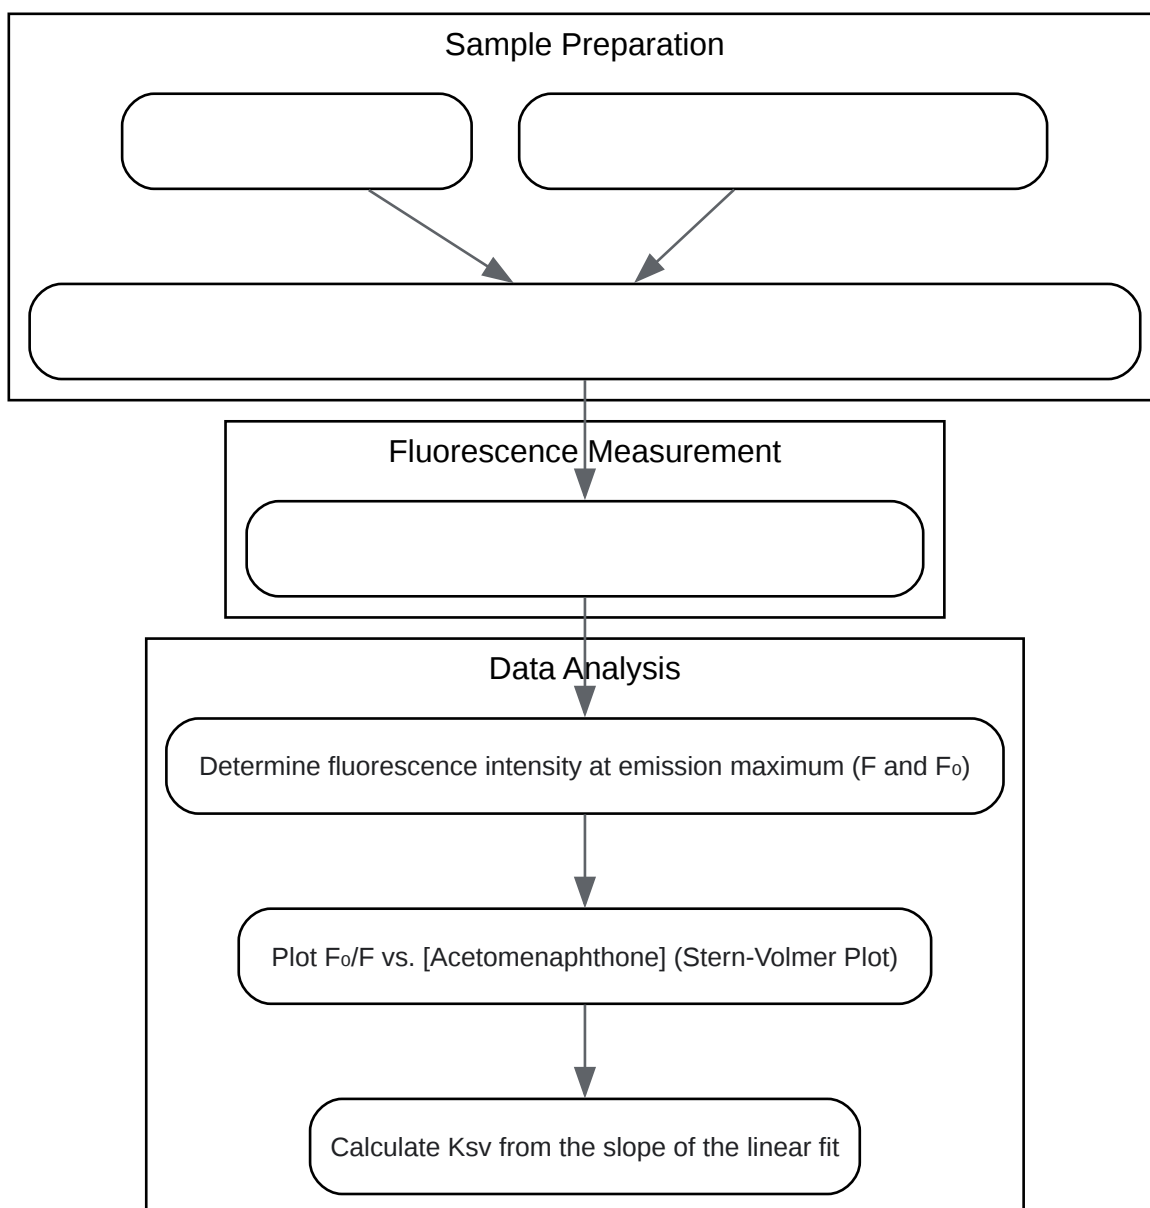 Sample Preparation
Fluorescence Measurement
Data Analysis
Determine fluorescence intensity at emission maximum (F and F₀)
Plot F₀/F vs. [Acetomenaphthone] (Stern-Volmer Plot)
Calculate Ksv from the slope of the linear fit